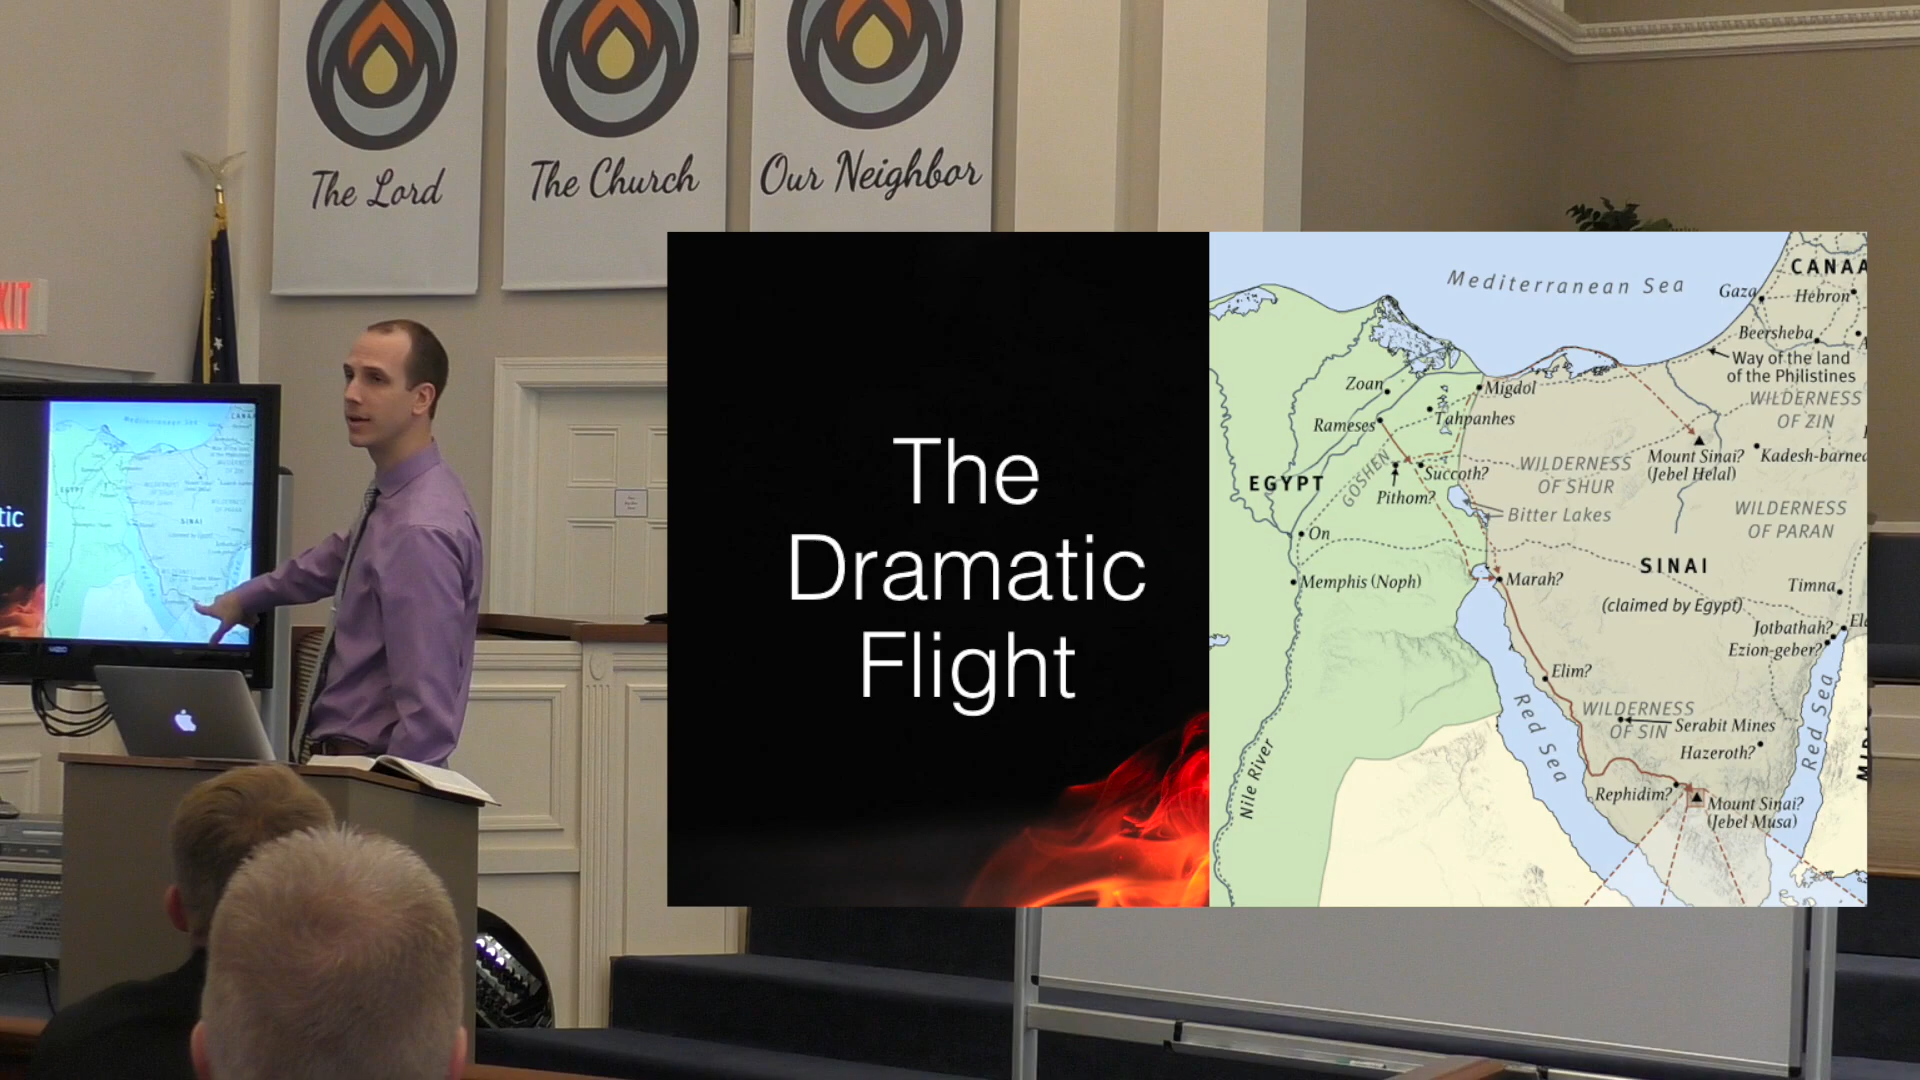 The Lord
The Church
Our Neighbor
The
Dramatic
Flight
Mediterranean Sea
CANAA
Gaza
Hebron
Beersheba
Way of the land
of the Philistines
WILDERNESS
OF ZIN
Zoan
Migdol
Rameses
Tahpanhes
Mount Sinai?
(Jebel Helal)
Kadesh-barnea
EGYPT
GOSHEN
Succoth?
Pithom?
WILDERNESS
OF SHUR
Bitter Lakes
WILDERNESS
OF PARAN
On
SINAI
(claimed by Egypt)
Memphis (Noph)
Marah?
Timna
Jotbathah?
El
Ezion-geber?
Elim?
Red Sea
WILDERNESS
OF SIN
Serabit Mines
Hazeroth?
Red Sea
Nile River
Rephidim?
Mount Sinai?
(Jebel Musa)
XIT
tic